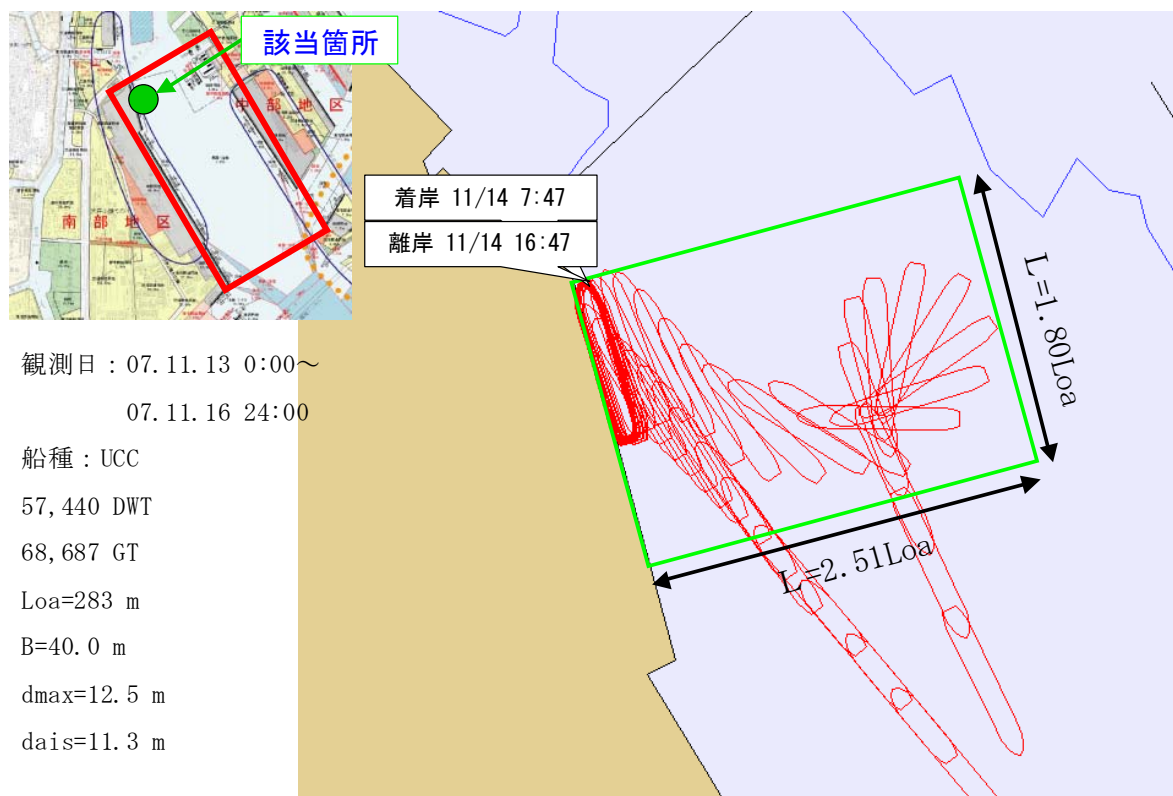 該当箇所
中部地区
南部地区
着岸 11/14 7:47
離岸 11/14 16:47
L=1.80Loa
L=2.51Loa
観測日：07.11.13 0:00～
07.11.16 24:00
船種：UCC
57,440 DWT
68,687 GT
Loa=283 m
B=40.0 m
dmax=12.5 m
dais=11.3 m